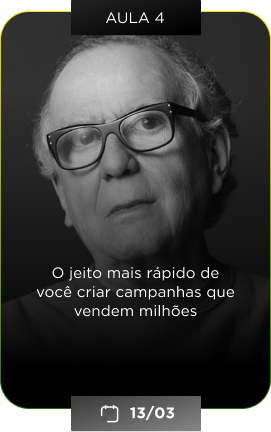 AULA 4
O jeito mais rápido de
você criar campanhas que
vendem milhões
13/03